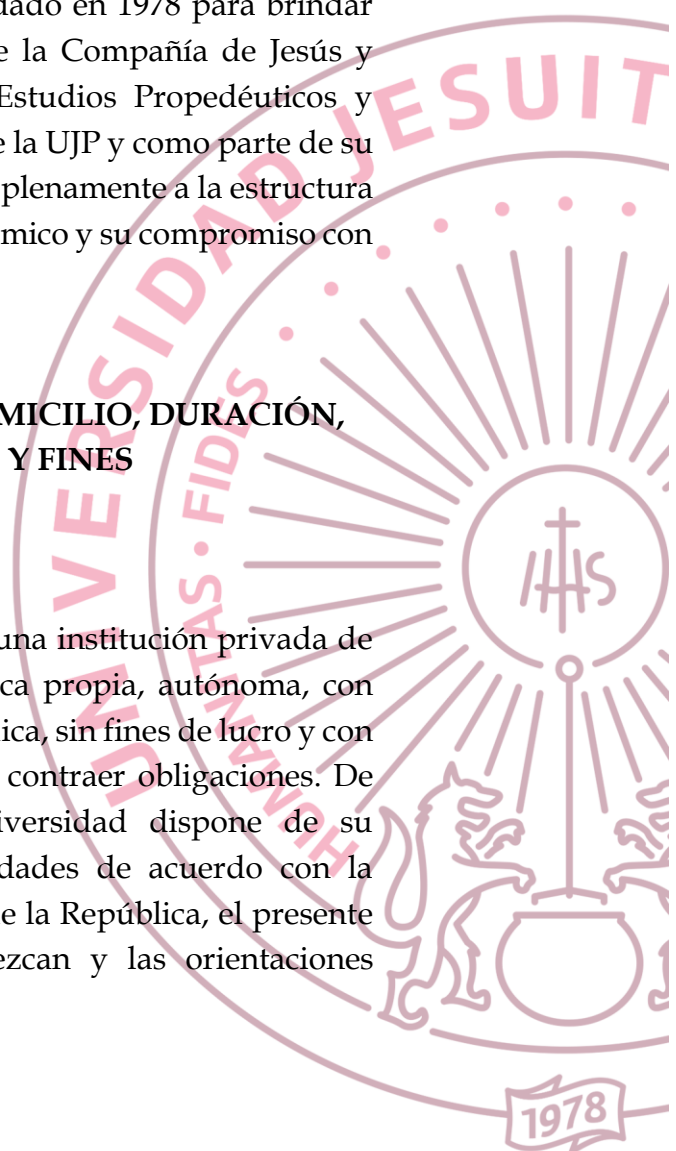 dado en 1978 para brindar
e la Compañía de Jesús y
Estudios Propedéuticos y
e la UJP y como parte de su
plenamente a la estructura
mico y su compromiso con
MICILIO, DURACIÓN,
Y FINES
una institución privada de
ca propia, autónoma, con
lica, sin fines de lucro y con
contraer obligaciones. De
iversidad dispone de su
dades de acuerdo con la
e la República, el presente
ezcan y las orientaciones
UNIVERSIDAD JESUIT
HUMANITAS • FIDES
IHS
1978